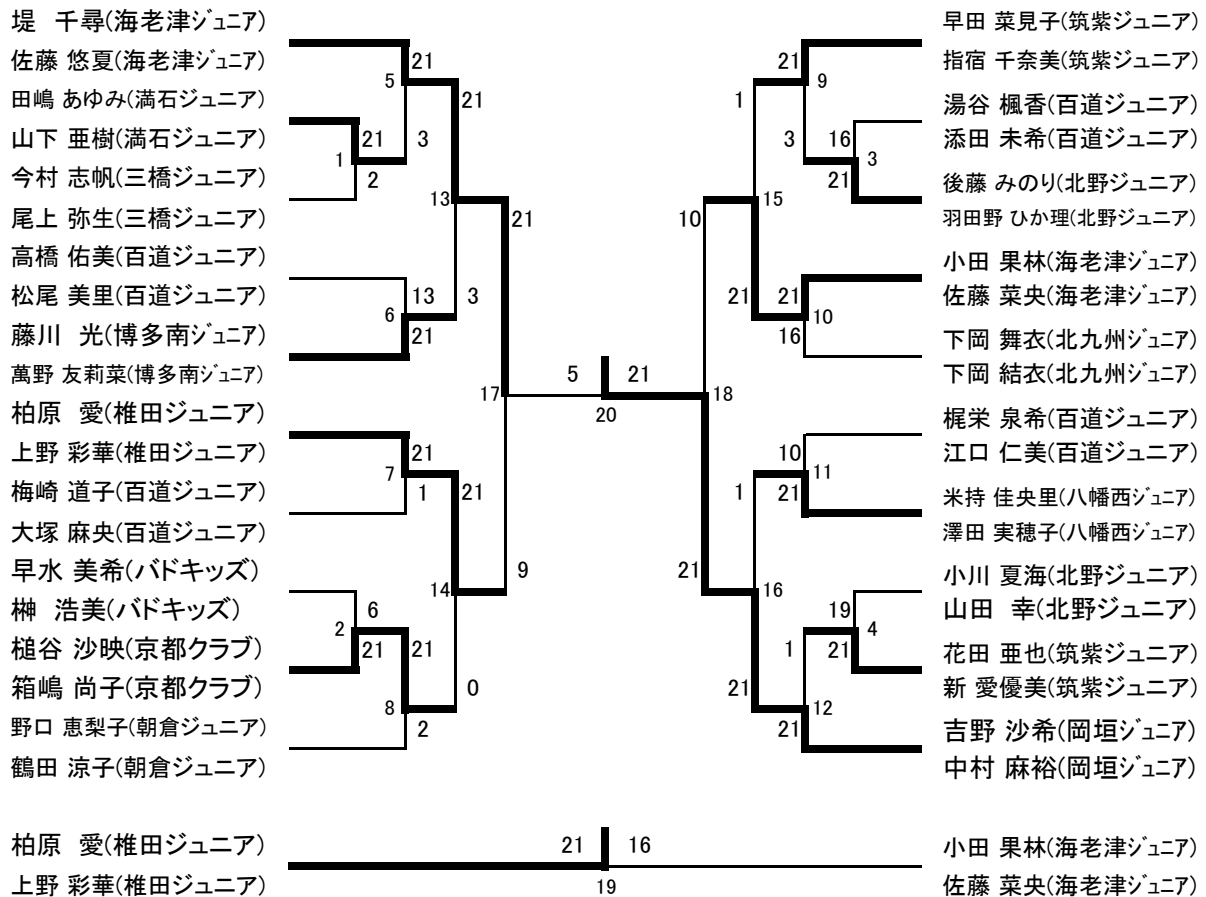 堤　千尋(海老津ジュニア)
佐藤 悠夏(海老津ジュニア)
田嶋 あゆみ(満石ジュニア)
山下 亜樹(満石ジュニア)
今村 志帆(三橋ジュニア)
尾上 弥生(三橋ジュニア)
高橋 佑美(百道ジュニア)
松尾 美里(百道ジュニア)
藤川　光(博多南ジュニア)
萬野 友莉菜(博多南ジュニア)
柏原　愛(椎田ジュニア)
上野 彩華(椎田ジュニア)
梅崎 道子(百道ジュニア)
大塚 麻央(百道ジュニア)
早水 美希(バドキッズ)
榊　浩美(バドキッズ)
槌谷 沙映(京都クラブ)
箱嶋 尚子(京都クラブ)
野口 恵梨子(朝倉ジュニア)
鶴田 涼子(朝倉ジュニア)
21
5
21
21
3
1
2
13
21
13
3
6
21
17
21
7
1
21
14
9
6
2
21
21
0
8
2
5
21
20
21
9
1
3
16
3
21
15
10
21
21
10
16
18
10
11
1
21
21
16
19
4
1
21
21
12
21
早田 菜見子(筑紫ジュニア)
指宿 千奈美(筑紫ジュニア)
湯谷 楓香(百道ジュニア)
添田 未希(百道ジュニア)
後藤 みのり(北野ジュニア)
羽田野 ひか理(北野ジュニア)
小田 果林(海老津ジュニア)
佐藤 菜央(海老津ジュニア)
下岡 舞衣(北九州ジュニア)
下岡 結衣(北九州ジュニア)
梶栄 泉希(百道ジュニア)
江口 仁美(百道ジュニア)
米持 佳央里(八幡西ジュニア)
澤田 実穂子(八幡西ジュニア)
小川 夏海(北野ジュニア)
山田　幸(北野ジュニア)
花田 亜也(筑紫ジュニア)
新 愛優美(筑紫ジュニア)
吉野 沙希(岡垣ジュニア)
中村 麻裕(岡垣ジュニア)
柏原　愛(椎田ジュニア)
上野 彩華(椎田ジュニア)
21
16
19
小田 果林(海老津ジュニア)
佐藤 菜央(海老津ジュニア)